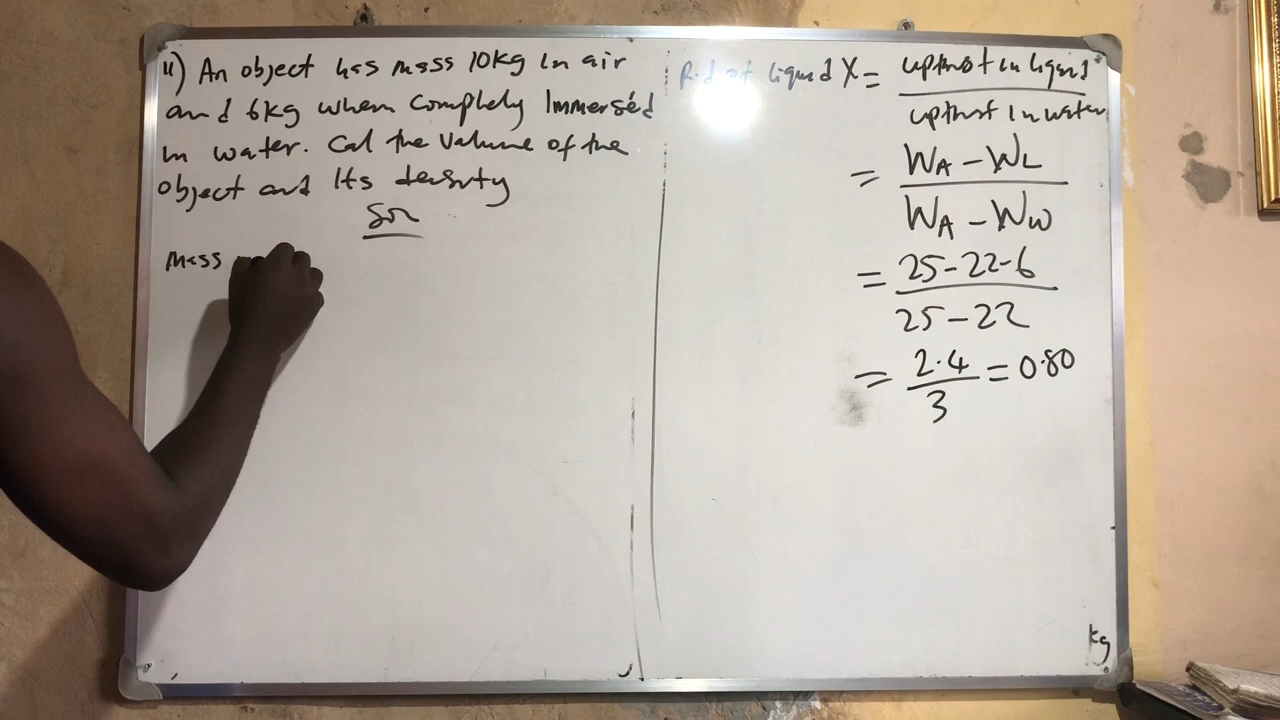 11) An object has mass 10kg in air
and 6kg when completely Immersed
in water. Cal the volume of the
object and Its density
Soln
mass
R.d of liquid X = upthrust in liquid
upthrust in water
= WA - WL
WA - WW
= 25-22-6
25-22
= 2.4 = 0.80
3
kg